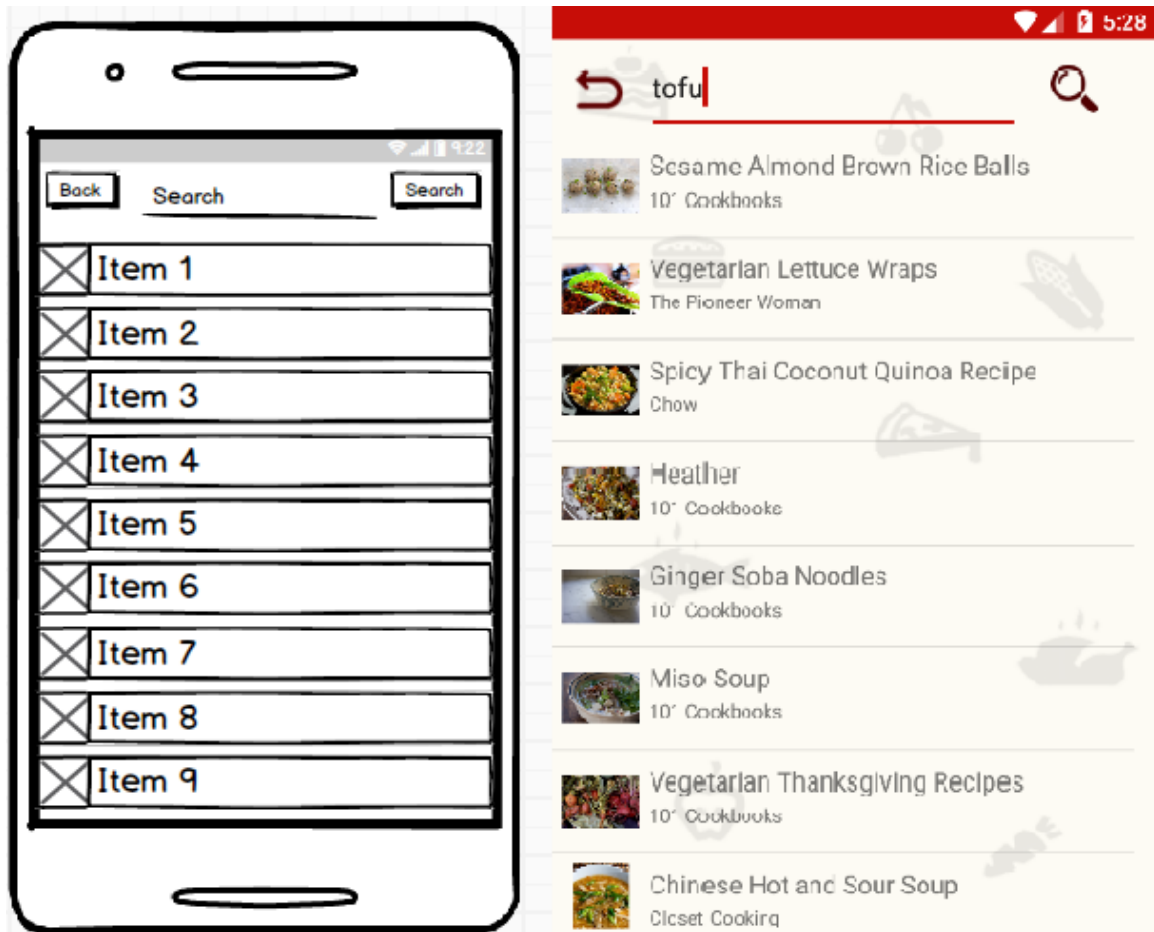 9:22
Back
Search
Search
Item 1
Item 2
Item 3
Item 4
Item 5
Item 6
Item 7
Item 8
Item 9
5:28
tofu
Sesame Almond Brown Rice Balls
101 Cookbooks
Vegetarian Lettuce Wraps
The Pioneer Woman
Spicy Thai Coconut Quinoa Recipe
Chow
Heather
101 Cookbooks
Ginger Soba Noodles
101 Cookbooks
Miso Soup
101 Cookbooks
Vegetarian Thanksgiving Recipes
101 Cookbooks
Chinese Hot and Sour Soup
Closet Cooking